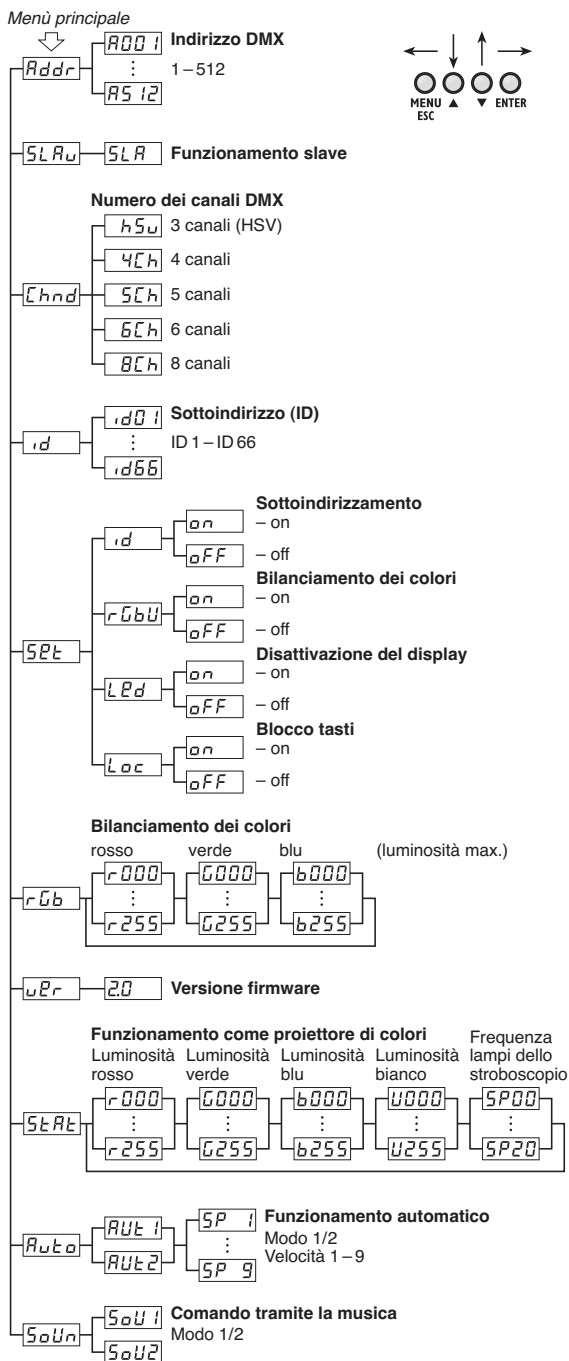 Menù principale
Addr
A001
⋮
A512
Indirizzo DMX
1–512
MENU ESC ▲ ▼ ENTER
SLAv
SLA
Funzionamento slave
Numero dei canali DMX
Chnd
hSv 3 canali (HSV)
4Ch 4 canali
5Ch 5 canali
6Ch 6 canali
8Ch 8 canali
id
id01
⋮
id66
Sottoindirizzo (ID)
ID 1–ID 66
SEt
Sottoindirizzamento
id
on – on
oFF – off
Bilanciamento dei colori
rGbU
on – on
oFF – off
Disattivazione del display
LEd
on – on
oFF – off
Blocco tasti
Loc
on – on
oFF – off
Bilanciamento dei colori
rosso verde blu (luminosità max.)
rGb
r000 G000 b000
⋮ ⋮ ⋮
r255 G255 b255
vEr
2.0
Versione firmware
Funzionamento come proiettore di colori
Luminosità rosso
Luminosità verde
Luminosità blu
Luminosità bianco
Frequenza lampi dello stroboscopio
StAt
r000 G000 b000 U000 SP00
⋮ ⋮ ⋮ ⋮ ⋮
r255 G255 b255 U255 SP20
Auto
AUt1
AUt2
SP 1
⋮
SP 9
Funzionamento automatico
Modo 1/2
Velocità 1–9
SoUn
SoU1
SoU2
Comando tramite la musica
Modo 1/2